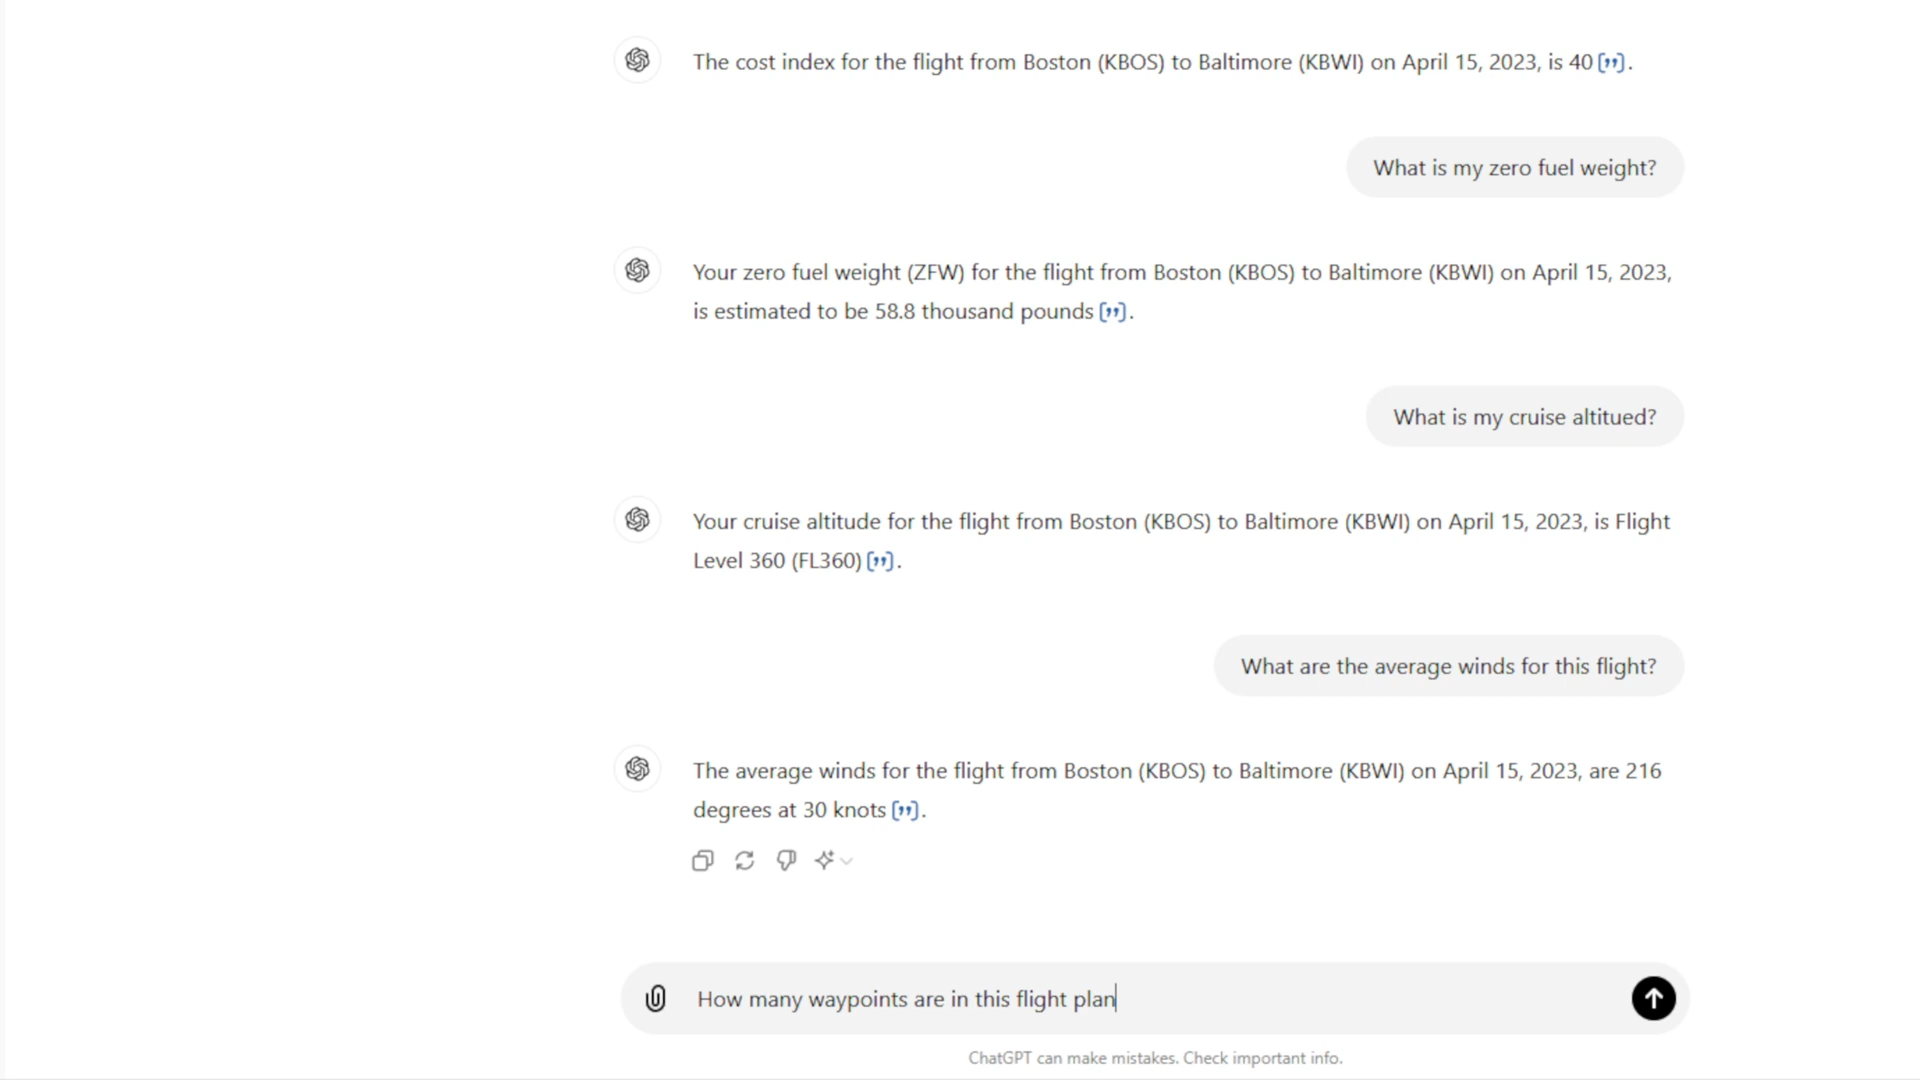 The cost index for the flight from Boston (KBOS) to Baltimore (KBWI) on April 15, 2023, is 40 [”].
What is my zero fuel weight?
Your zero fuel weight (ZFW) for the flight from Boston (KBOS) to Baltimore (KBWI) on April 15, 2023,
is estimated to be 58.8 thousand pounds [”].
What is my cruise altitued?
Your cruise altitude for the flight from Boston (KBOS) to Baltimore (KBWI) on April 15, 2023, is Flight
Level 360 (FL360) [”].
What are the average winds for this flight?
The average winds for the flight from Boston (KBOS) to Baltimore (KBWI) on April 15, 2023, are 216
degrees at 30 knots [”].
How many waypoints are in this flight plan
ChatGPT can make mistakes. Check important info.